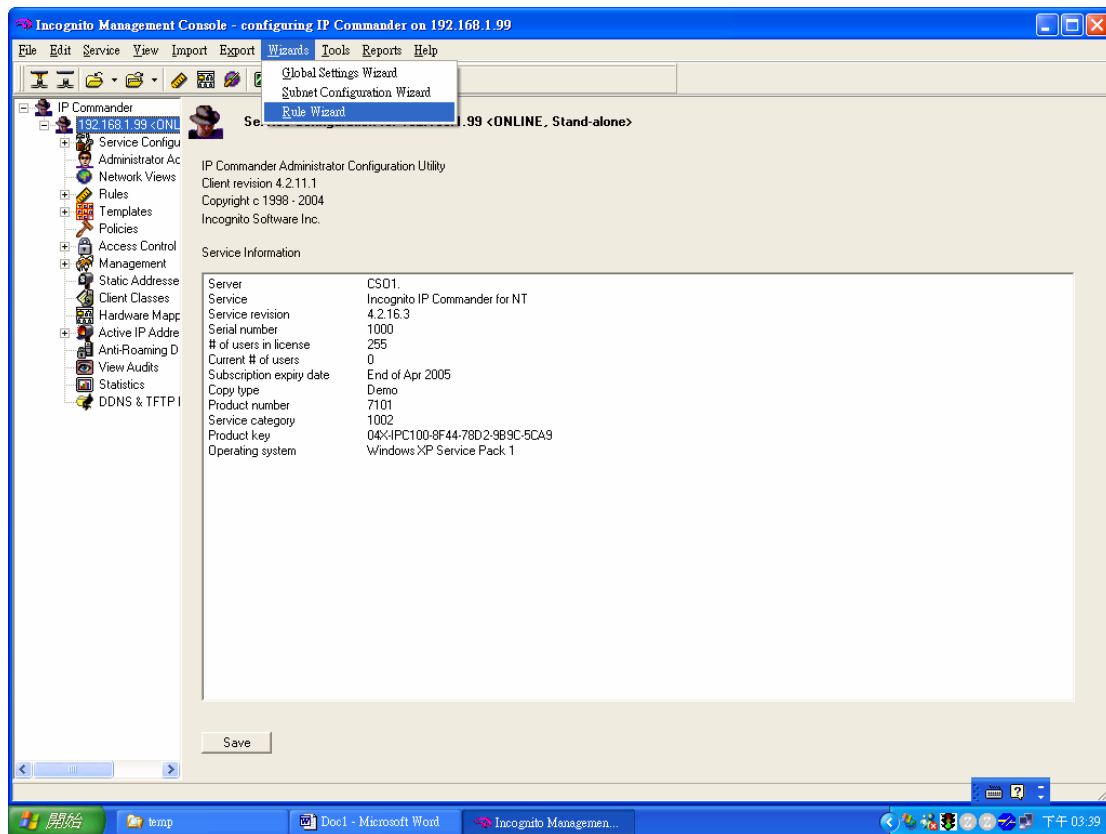 Incognito Management Console - configuring IP Commander on 192.168.1.99
File Edit Service View Import Export Wizards Tools Reports Help
Global Settings Wizard
Subnet Configuration Wizard
Rule Wizard
IP Commander
192.168.1.99 <ONL
Service Configu
Administrator Ac
Network Views
Rules
Templates
Policies
Access Control
Management
Static Addresse
Client Classes
Hardware Mapp
Active IP Addre
Anti-Roaming D
View Audits
Statistics
DDNS & TFTP
.99 <ONLINE, Stand-alone>
IP Commander Administrator Configuration Utility
Client revision 4.2.11.1
Copyright c 1998 - 2004
Incognito Software Inc.
Service Information
Server CS01.
Service Incognito IP Commander for NT
Service revision 4.2.16.3
Serial number 1000
# of users in license 255
Current # of users 0
Subscription expiry date End of Apr 2005
Copy type Demo
Product number 7101
Service category 1002
Product key 04X-IPC100-8F44-78D2-9B9C-5CA9
Operating system Windows XP Service Pack 1
Save
開始 temp Doc1 - Microsoft Word Incognito Managemen... 下午 03:39